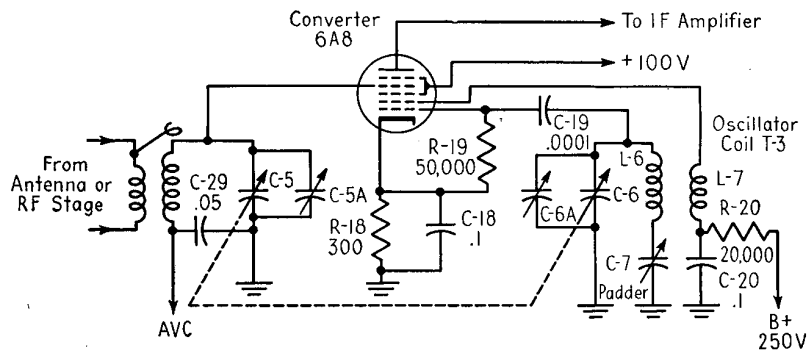 Converter
6A8
To IF Amplifier
+100V
C-19
.0001
Oscillator
Coil T-3
R-19
50,000
L-6
From
Antenna or
RF Stage
C-29
.05
C-5
C-5A
C-6A
C-6
L-7
R-20
20,000
R-18
300
C-18
.1
C-7
Padder
C-20
.1
AVC
B+
250V